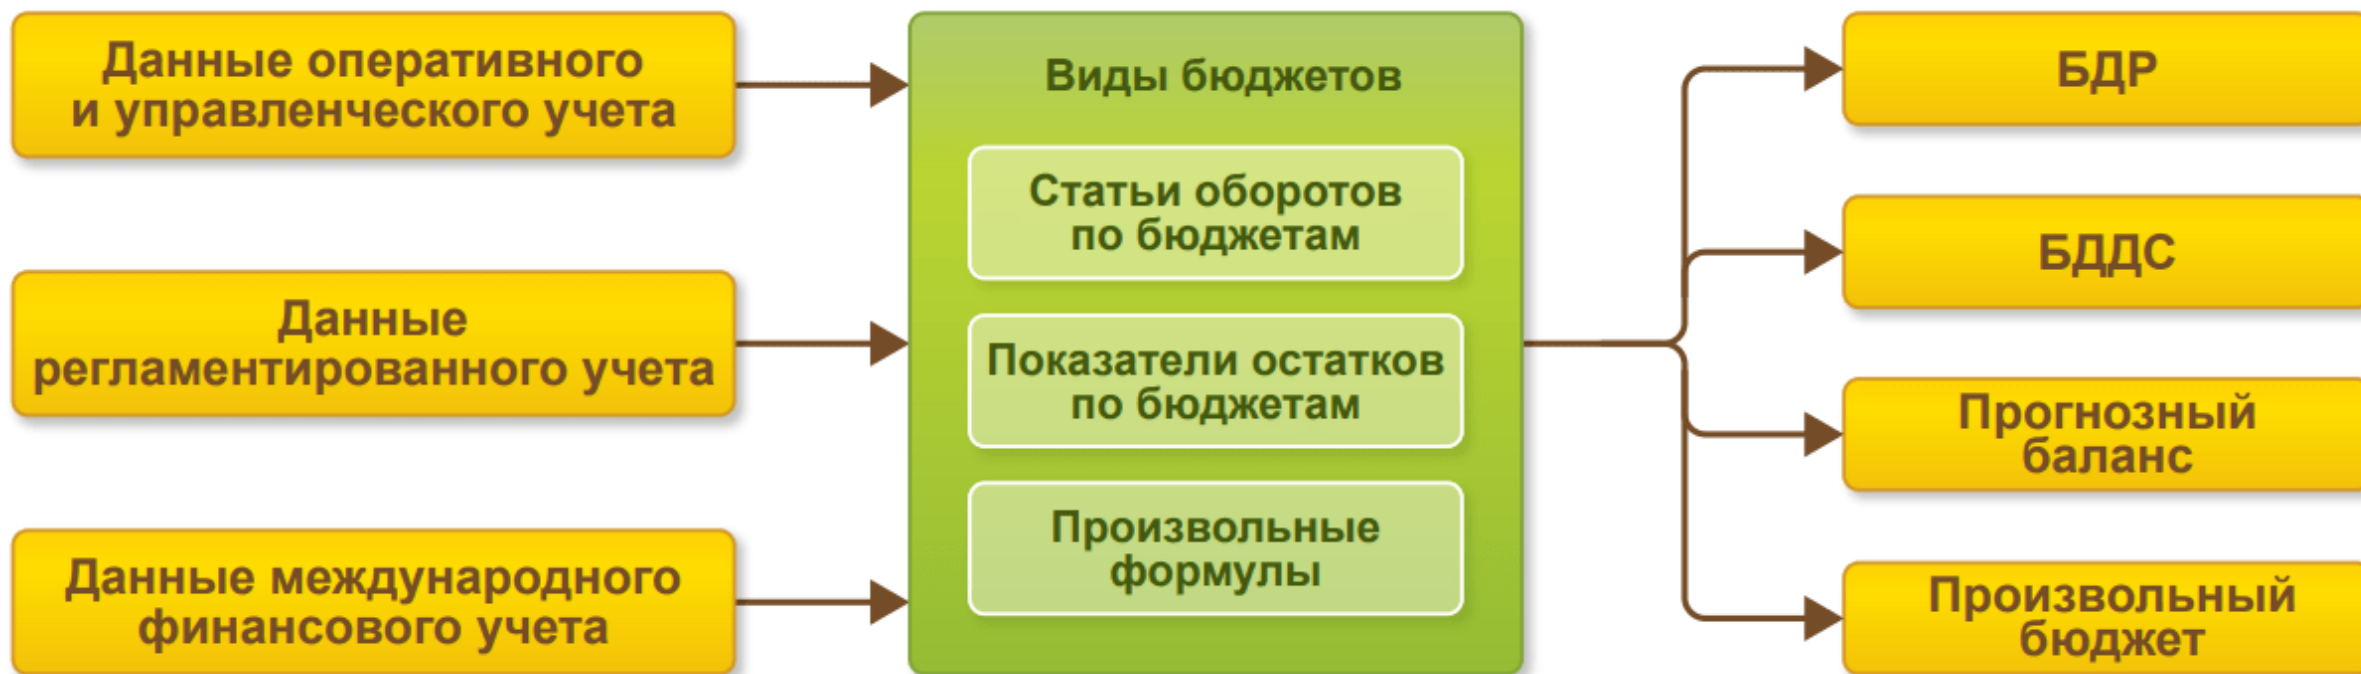 Данные оперативного
и управленческого учета
Данные
регламентированного учета
Данные международного
финансового учета
Виды бюджетов
Статьи оборотов
по бюджетам
Показатели остатков
по бюджетам
Произвольные
формулы
БДР
БДДС
Прогнозный
баланс
Произвольный
бюджет